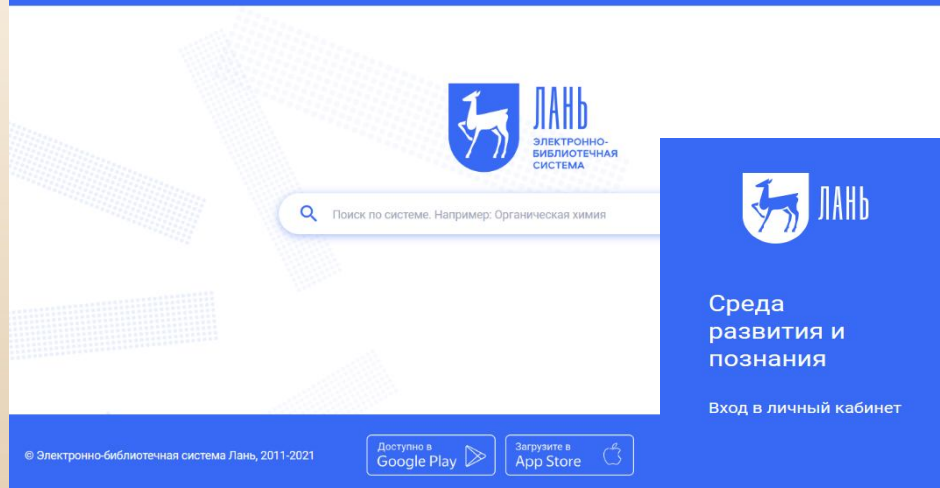 ЛАНЬ
ЭЛЕКТРОННО-
БИБЛИОТЕЧНАЯ
СИСТЕМА
Поиск по системе. Например: Органическая химия
ЛАНЬ
Среда
развития и
познания
Вход в личный кабинет
© Электронно-библиотечная система Лань, 2011-2021
Доступно в
Google Play
Загрузите в
App Store